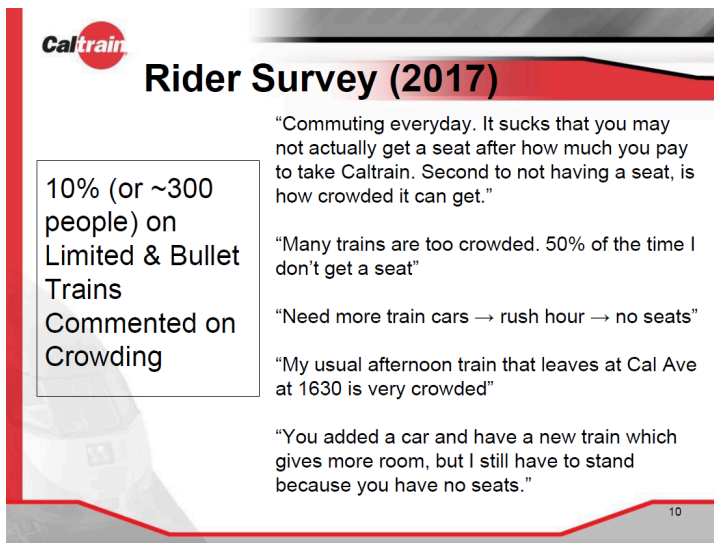 Caltrain
Rider Survey (2017)
10% (or ~300
people) on
Limited & Bullet
Trains
Commented on
Crowding
“Commuting everyday. It sucks that you may
not actually get a seat after how much you pay
to take Caltrain. Second to not having a seat, is
how crowded it can get.”
“Many trains are too crowded. 50% of the time I
don’t get a seat”
“Need more train cars → rush hour → no seats”
“My usual afternoon train that leaves at Cal Ave
at 1630 is very crowded”
“You added a car and have a new train which
gives more room, but I still have to stand
because you have no seats.”
10